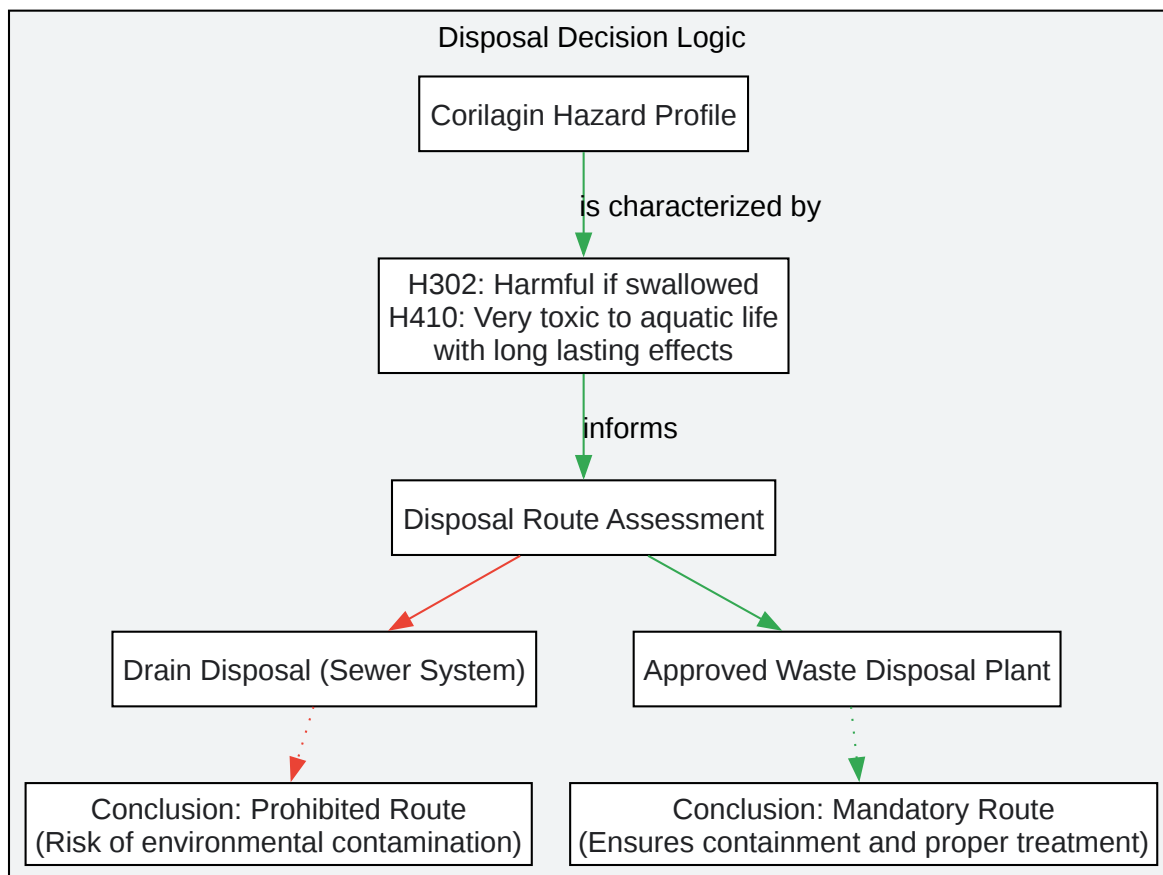 Disposal Decision Logic
Corilagin Hazard Profile
is characterized by
H302: Harmful if swallowed
H410: Very toxic to aquatic life
with long lasting effects
informs
Disposal Route Assessment
Drain Disposal (Sewer System)
Approved Waste Disposal Plant
Conclusion: Prohibited Route
(Risk of environmental contamination)
Conclusion: Mandatory Route
(Ensures containment and proper treatment)